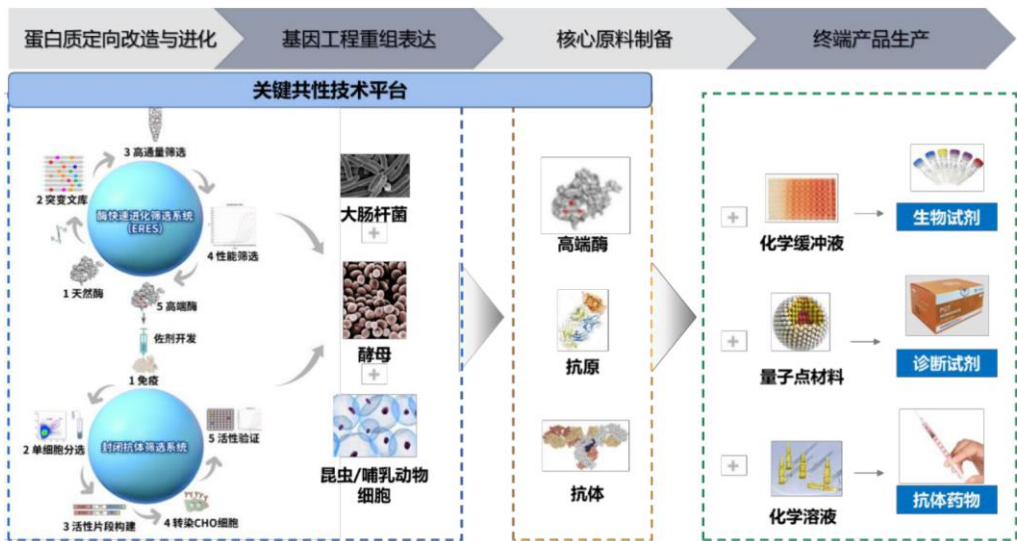 蛋白质定向改造与进化
基因工程重组表达
核心原料制备
终端产品生产
关键共性技术平台
3 高通量筛选
2 突变文库
酶快速进化筛选系统
(ERES)
4 性能筛选
1 天然酶
5 高端酶
佐剂开发
1 免疫
2 单细胞分选
封闭抗体筛选系统
5 活性验证
3 活性片段构建
4 转染CHO细胞
大肠杆菌
+
酵母
+
昆虫/哺乳动物
细胞
高端酶
抗原
抗体
+
化学缓冲液
生物试剂
+
量子点材料
诊断试剂
+
化学溶液
抗体药物